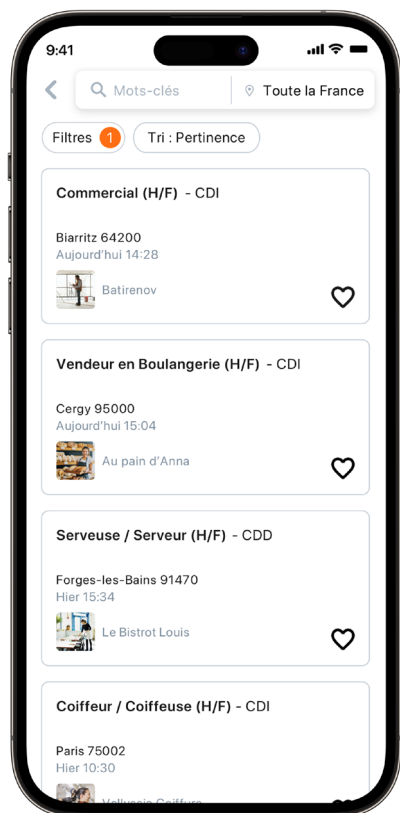 9:41
Mots-clés
Toute la France
Filtres 1
Tri : Pertinence
Commercial (H/F) - CDI
Biarritz 64200
Aujourd'hui 14:28
Batirenov
Vendeur en Boulangerie (H/F) - CDI
Cergy 95000
Aujourd'hui 15:04
Au pain d'Anna
Serveuse / Serveur (H/F) - CDD
Forges-les-Bains 91470
Hier 15:34
Le Bistrot Louis
Coiffeur / Coiffeuse (H/F) - CDI
Paris 75002
Hier 10:30